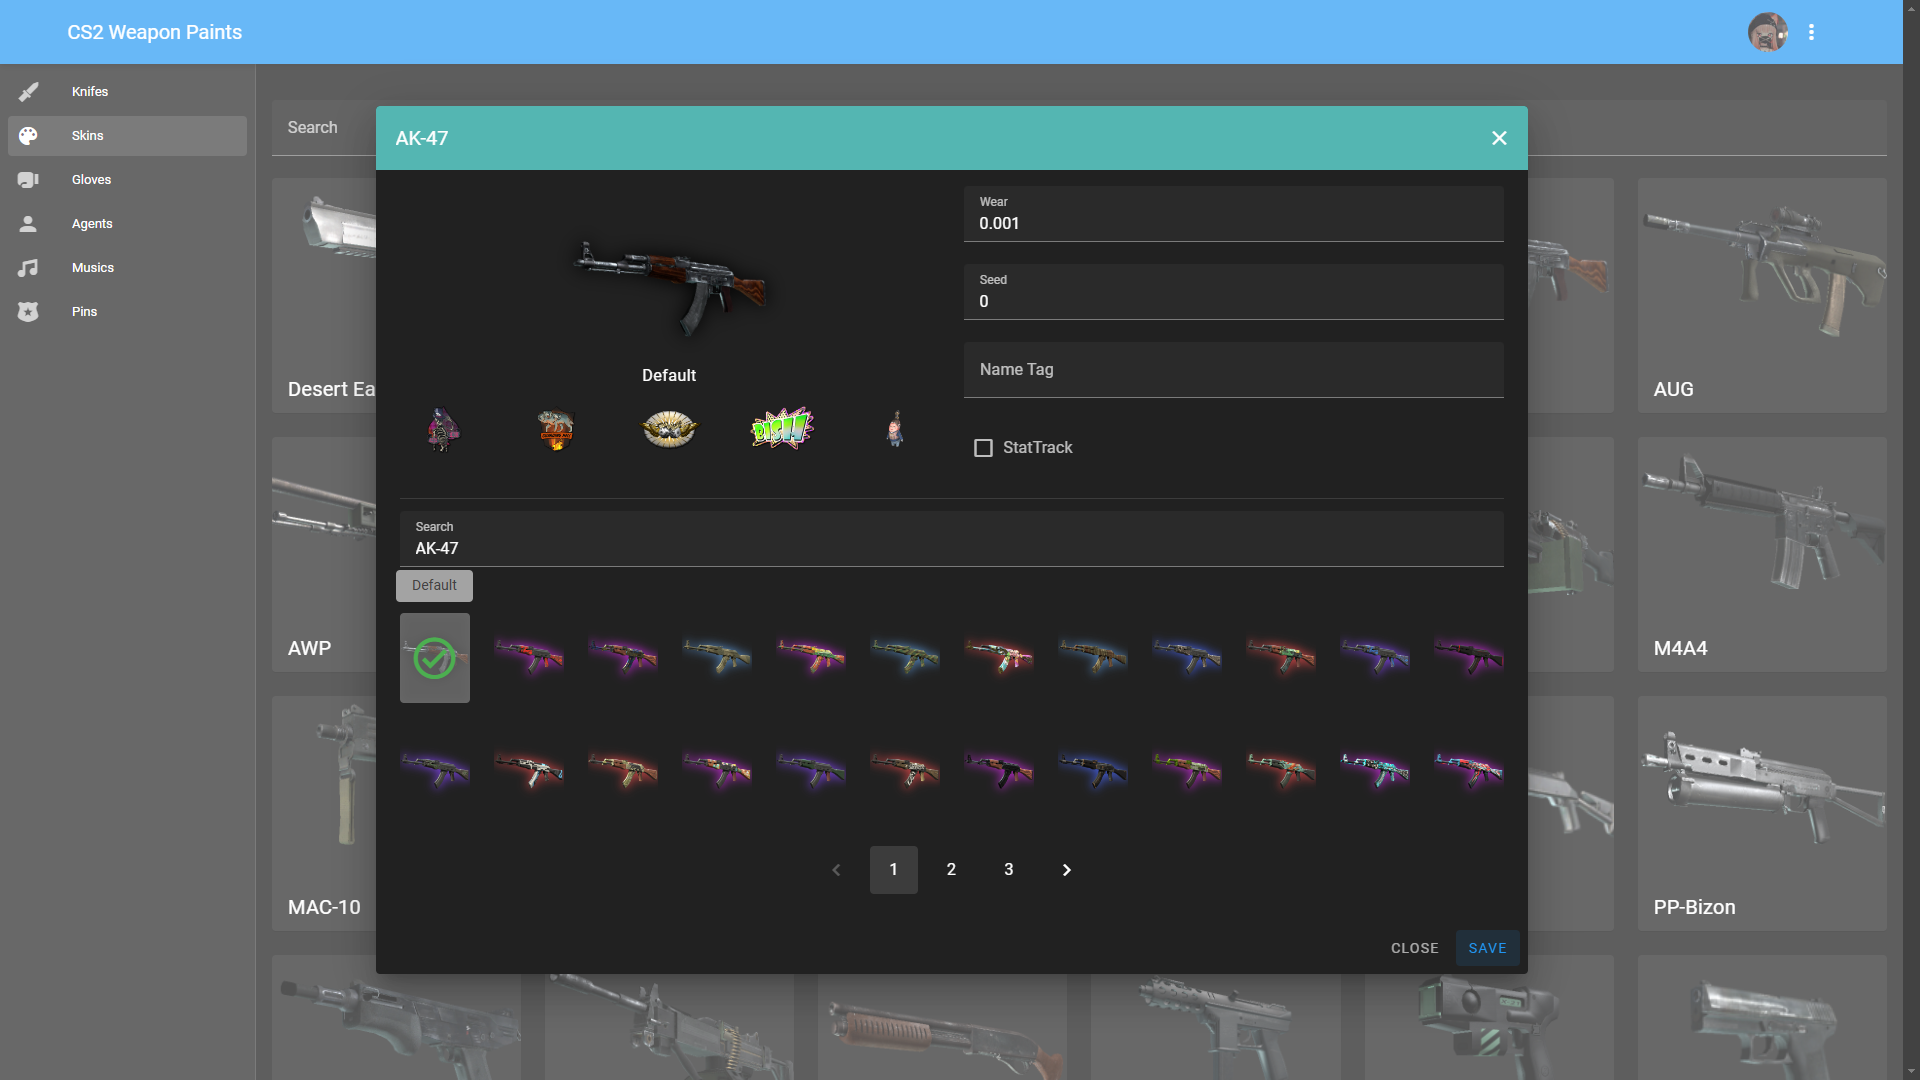 CS2 Weapon Paints
Knifes
Skins
Gloves
Agents
Musics
Pins
Search
Desert Ea
AUG
AWP
M4A4
MAC-10
PP-Bizon
AK-47
Wear
0.001
Seed
0
Name Tag
Default
BISH
StatTrack
Search
AK-47
Default
1 2 3
CLOSE SAVE